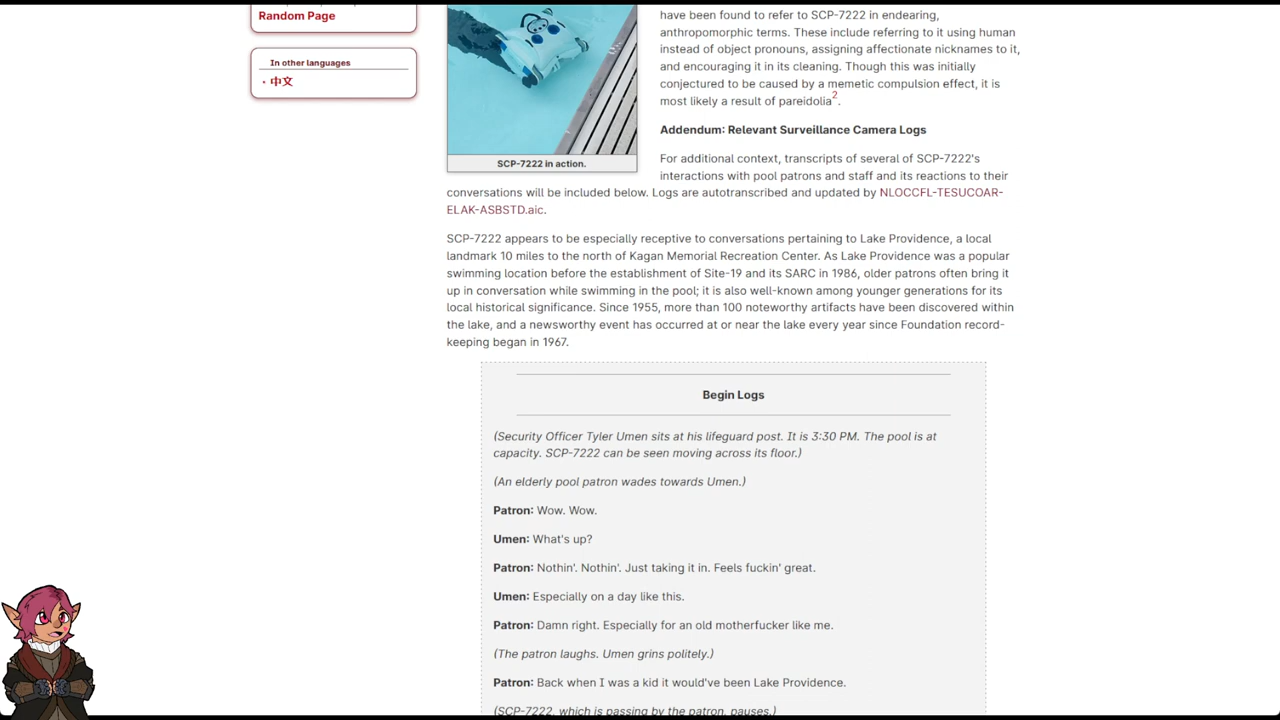 Random Page
In other languages
中文
SCP-7222 in action.
have been found to refer to SCP-7222 in endearing,
anthropomorphic terms. These include referring to it using human
instead of object pronouns, assigning affectionate nicknames to it,
and encouraging it in its cleaning. Though this was initially
conjectured to be caused by a memetic compulsion effect, it is
most likely a result of pareidolia2.
Addendum: Relevant Surveillance Camera Logs
For additional context, transcripts of several of SCP-7222's
interactions with pool patrons and staff and its reactions to their
conversations will be included below. Logs are autotranscribed and updated by NLOCCFL-TESUCOAR-
ELAK-ASBSTD.aic.
SCP-7222 appears to be especially receptive to conversations pertaining to Lake Providence, a local
landmark 10 miles to the north of Kagan Memorial Recreation Center. As Lake Providence was a popular
swimming location before the establishment of Site-19 and its SARC in 1986, older patrons often bring it
up in conversation while swimming in the pool; it is also well-known among younger generations for its
local historical significance. Since 1955, more than 100 noteworthy artifacts have been discovered within
the lake, and a newsworthy event has occurred at or near the lake every year since Foundation record-
keeping began in 1967.
Begin Logs
(Security Officer Tyler Umen sits at his lifeguard post. It is 3:30 PM. The pool is at
capacity. SCP-7222 can be seen moving across its floor.)
(An elderly pool patron wades towards Umen.)
Patron: Wow. Wow.
Umen: What's up?
Patron: Nothin'. Nothin'. Just taking it in. Feels fuckin' great.
Umen: Especially on a day like this.
Patron: Damn right. Especially for an old motherfucker like me.
(The patron laughs. Umen grins politely.)
Patron: Back when I was a kid it would've been Lake Providence.
(SCP-7222, which is passing by the patron, pauses.)